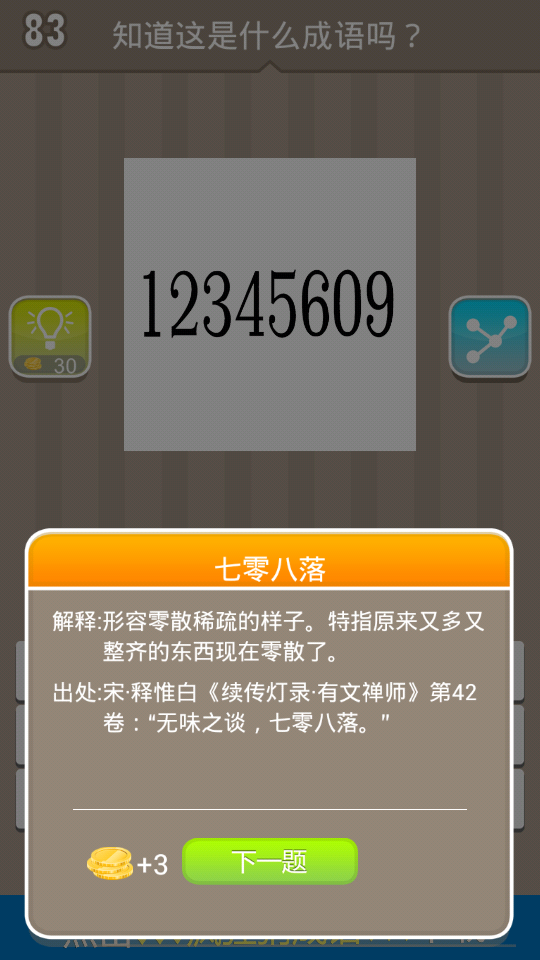 83
知道这是什么成语吗？
12345609
30
七零八落
解释:形容零散稀疏的样子。特指原来又多又
整齐的东西现在零散了。
出处:宋·释惟白《续传灯录·有文禅师》第42
卷：“无味之谈，七零八落。”
+3
下一题